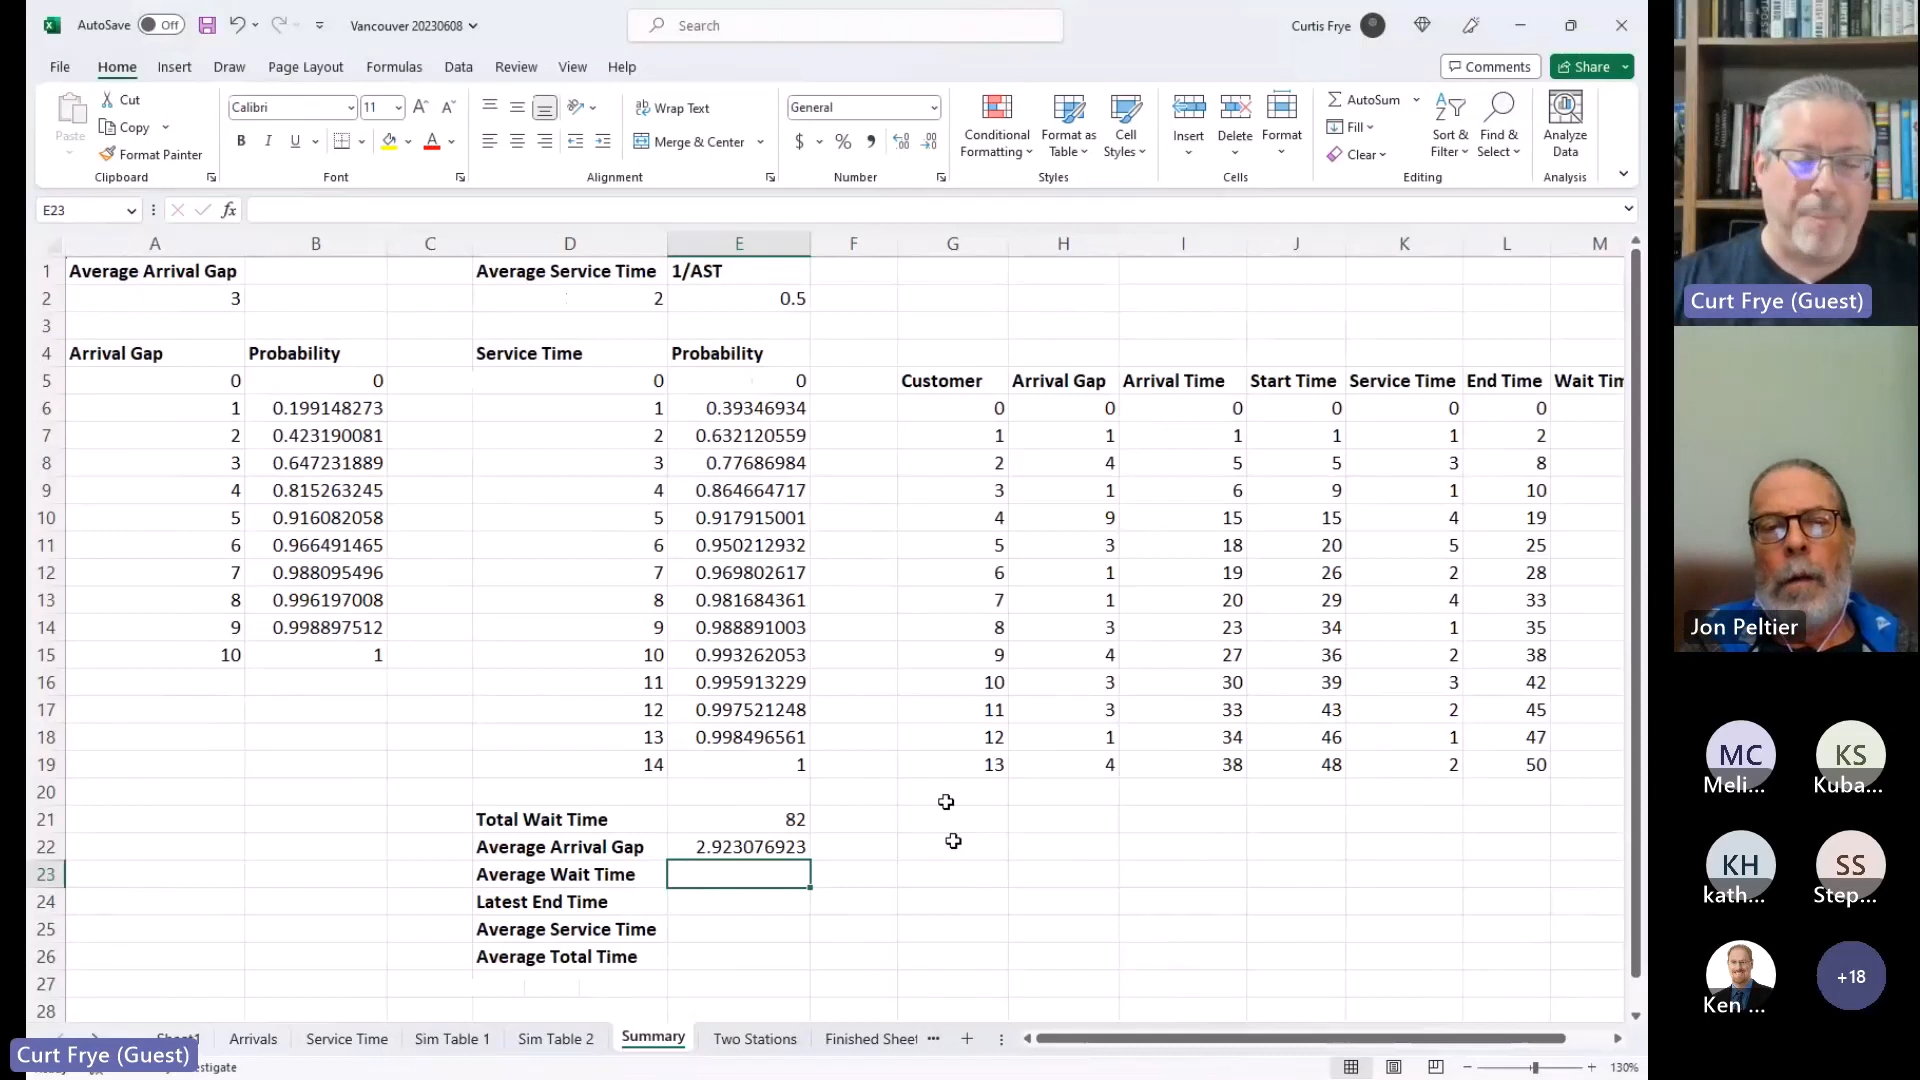 AutoSave Off Vancouver 20230608 Search Curtis Frye
File Home Insert Draw Page Layout Formulas Data Review View Help Comments Share
Paste Cut Copy Format Painter Clipboard
Calibri 11 B I U Font
Wrap Text Merge & Center Alignment
General $ % Number
Conditional Formatting Format as Table Cell Styles Styles
Insert Delete Format Cells
AutoSum Fill Clear Sort & Filter Find & Select Editing
Analyze Data Analysis
E23 fx
A B C D E F G H I J K L M
1 Average Arrival Gap Average Service Time 1/AST
2 3 2 0.5
3
4 Arrival Gap Probability Service Time Probability
5 0 0 0 0 Customer Arrival Gap Arrival Time Start Time Service Time End Time Wait Tim
6 1 0.199148273 1 0.39346934 0 0 0 0 0 0
7 2 0.423190081 2 0.632120559 1 1 1 1 1 2
8 3 0.647231889 3 0.77686984 2 4 5 5 3 8
9 4 0.815263245 4 0.864664717 3 1 6 9 1 10
10 5 0.916082058 5 0.917915001 4 9 15 15 4 19
11 6 0.966491465 6 0.950212932 5 3 18 20 5 25
12 7 0.988095496 7 0.969802617 6 1 19 26 2 28
13 8 0.996197008 8 0.981684361 7 1 20 29 4 33
14 9 0.998897512 9 0.988891003 8 3 23 34 1 35
15 10 1 10 0.993262053 9 4 27 36 2 38
16 11 0.995913229 10 3 30 39 3 42
17 12 0.997521248 11 3 33 43 2 45
18 13 0.998496561 12 1 34 46 1 47
19 14 1 13 4 38 48 2 50
20
21 Total Wait Time 82
22 Average Arrival Gap 2.923076923
23 Average Wait Time
24 Latest End Time
25 Average Service Time
26 Average Total Time
27
28
Arrivals Service Time Sim Table 1 Sim Table 2 Summary Two Stations Finished Sheet ...
130%
Curt Frye (Guest)
Curt Frye (Guest)
Jon Peltier
MC KS
Meli... Kuba...
KH SS
kath... Step...
+18
Ken ...